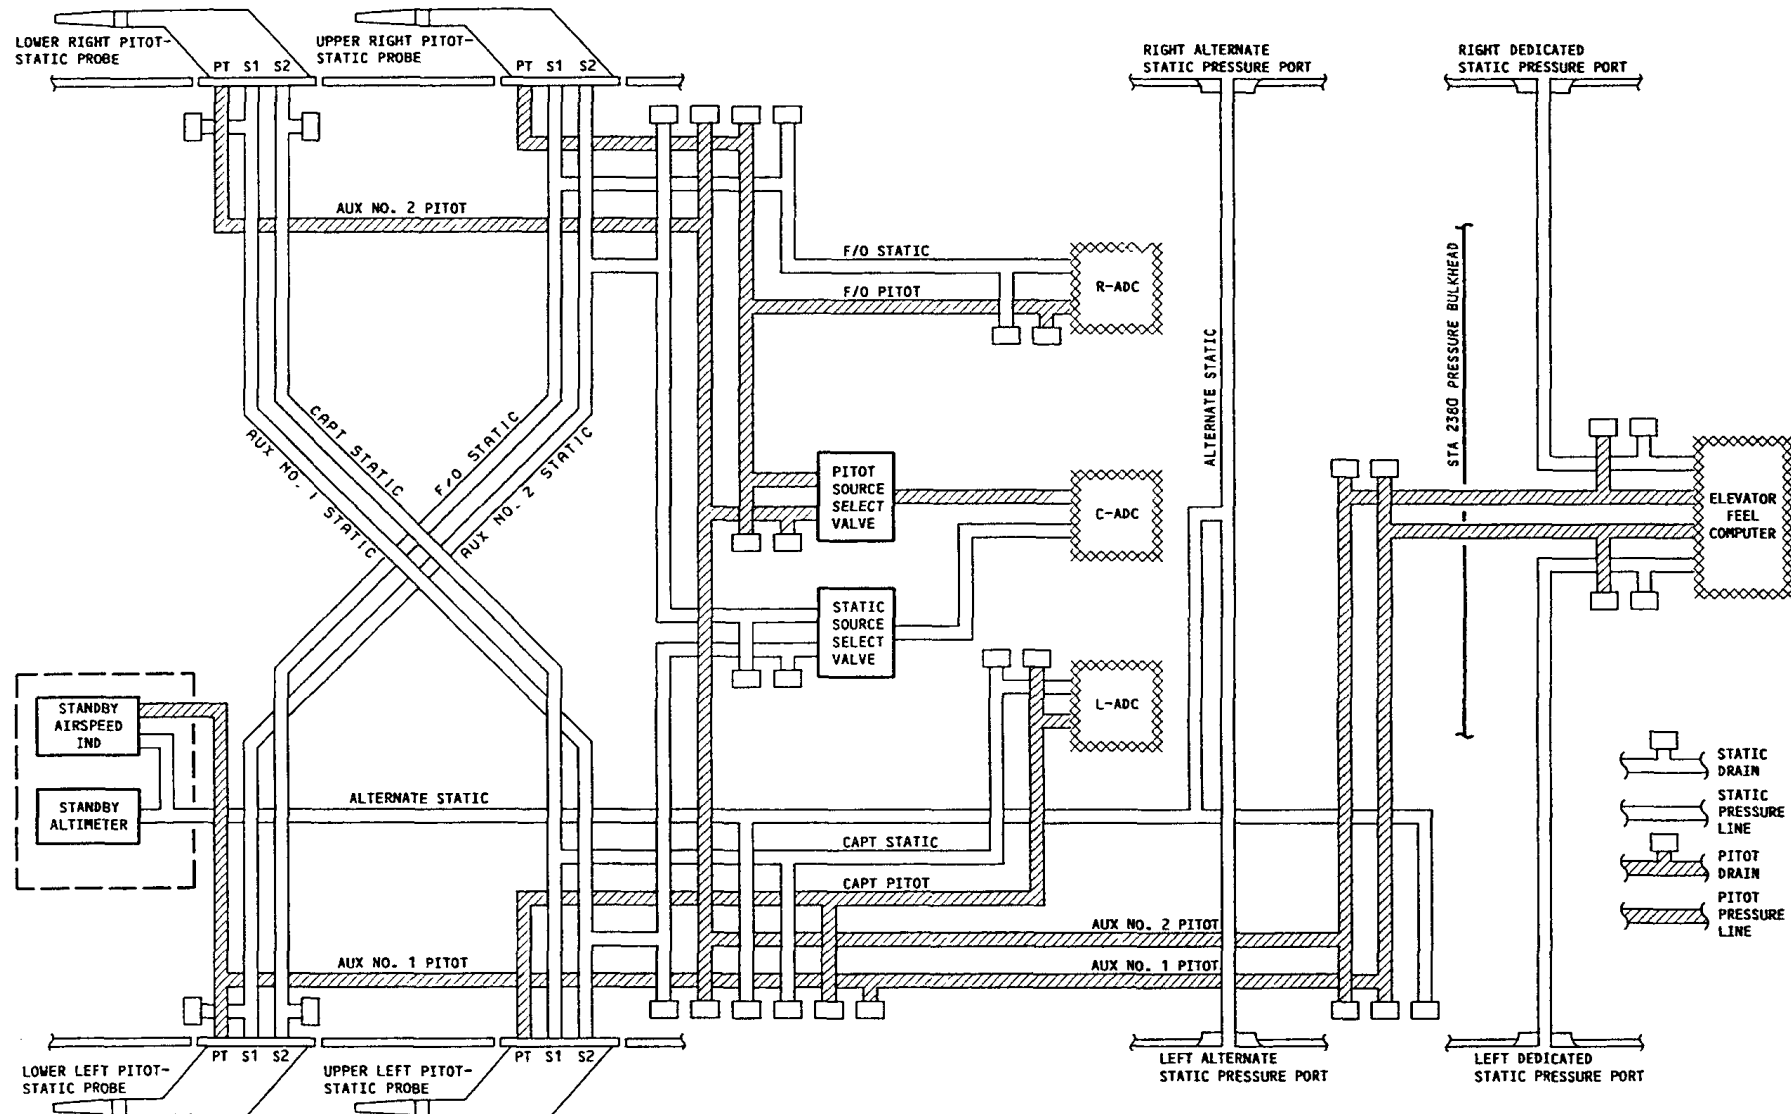 LOWER RIGHT PITOT-
STATIC PROBE
PT S1 S2
UPPER RIGHT PITOT-
STATIC PROBE
PT S1 S2
RIGHT ALTERNATE
STATIC PRESSURE PORT
RIGHT DEDICATED
STATIC PRESSURE PORT
AUX NO. 2 PITOT
F/O STATIC
F/O PITOT
R-ADC
ALTERNATE STATIC
STA 2380 PRESSURE BULKHEAD
CAPT STATIC
AUX NO. 1 STATIC
F/O STATIC
AUX NO. 2 STATIC
PITOT
SOURCE
SELECT
VALVE
C-ADC
ELEVATOR
FEEL
COMPUTER
STATIC
SOURCE
SELECT
VALVE
L-ADC
STANDBY
AIRSPEED
IND
STANDBY
ALTIMETER
ALTERNATE STATIC
CAPT STATIC
CAPT PITOT
AUX NO. 2 PITOT
AUX NO. 1 PITOT
AUX NO. 1 PITOT
STATIC
DRAIN
STATIC
PRESSURE
LINE
PITOT
DRAIN
PITOT
PRESSURE
LINE
PT S1 S2
LOWER LEFT PITOT-
STATIC PROBE
PT S1 S2
UPPER LEFT PITOT-
STATIC PROBE
LEFT ALTERNATE
STATIC PRESSURE PORT
LEFT DEDICATED
STATIC PRESSURE PORT